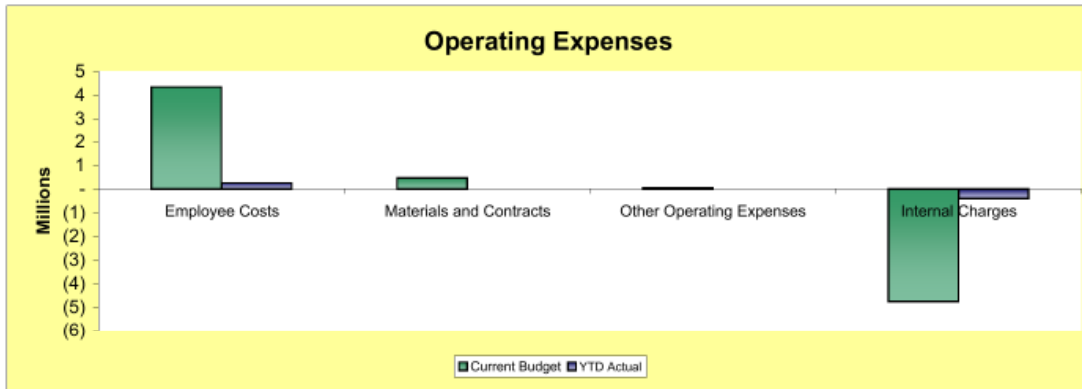 Operating Expenses
Millions
5
4
3
2
1
-
(1)
(2)
(3)
(4)
(5)
(6)
Employee Costs
Materials and Contracts
Other Operating Expenses
Internal Charges
Current Budget
YTD Actual